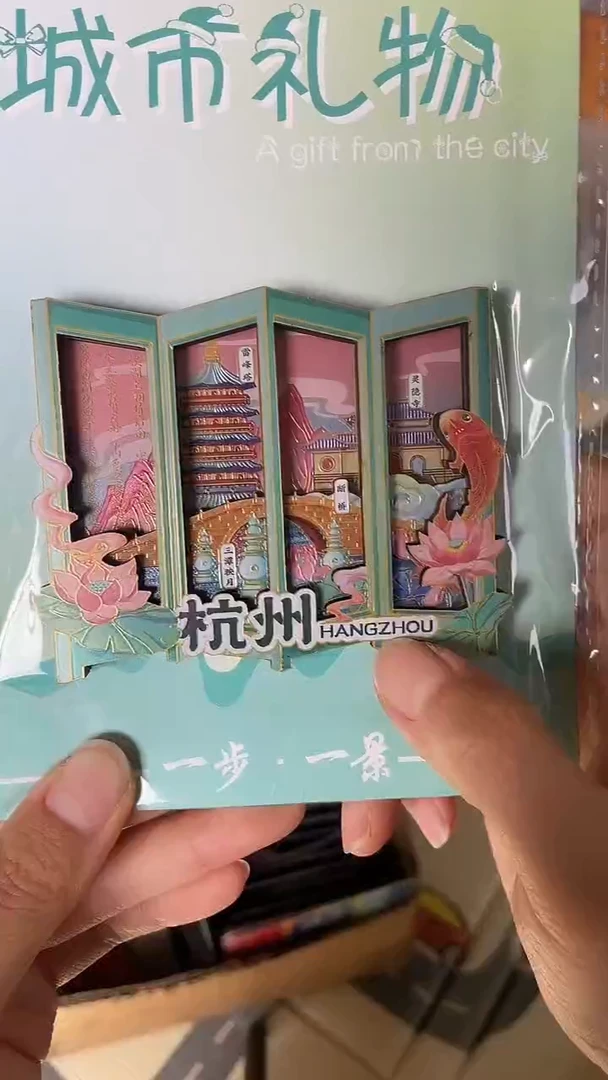 城市礼物
A gift from the city
雷峰塔
灵隐寺
断桥
三潭映月
杭州 HANGZHOU
一步·一景